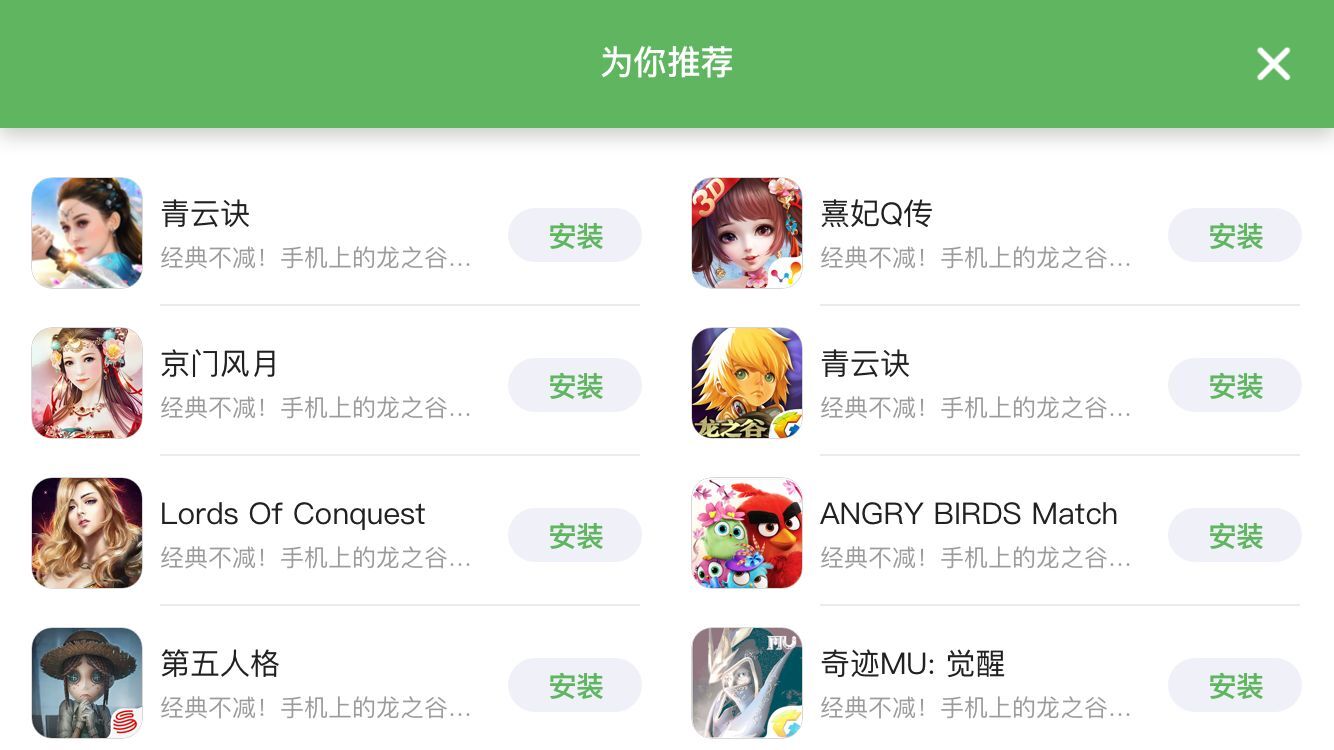 为你推荐
青云诀
经典不减！手机上的龙之谷...
安装
3D
熹妃Q传
经典不减！手机上的龙之谷...
安装
京门风月
经典不减！手机上的龙之谷...
安装
龙之谷
青云诀
经典不减！手机上的龙之谷...
安装
Lords Of Conquest
经典不减！手机上的龙之谷...
安装
ANGRY BIRDS Match
经典不减！手机上的龙之谷...
安装
第五人格
经典不减！手机上的龙之谷...
安装
MU
奇迹MU: 觉醒
经典不减！手机上的龙之谷...
安装